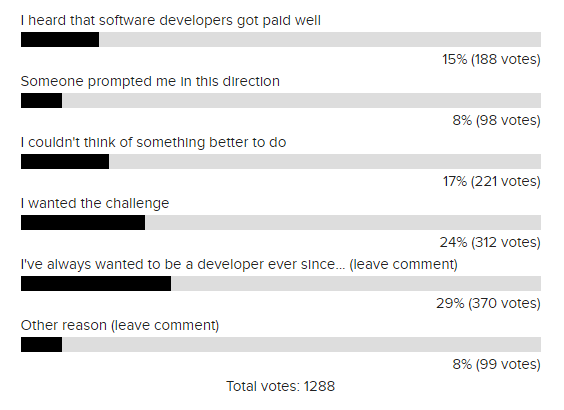 I heard that software developers got paid well
15% (188 votes)
Someone prompted me in this direction
8% (98 votes)
I couldn't think of something better to do
17% (221 votes)
I wanted the challenge
24% (312 votes)
I've always wanted to be a developer ever since... (leave comment)
29% (370 votes)
Other reason (leave comment)
8% (99 votes)
Total votes: 1288